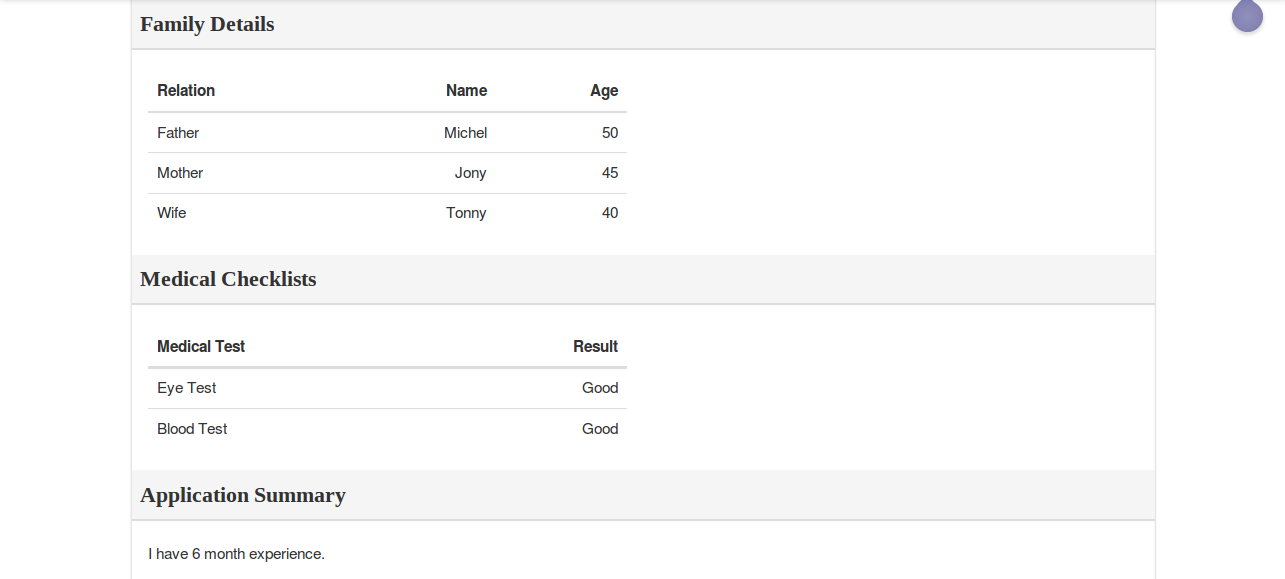 Family Details
Relation Name Age
Father Michel 50
Mother Jony 45
Wife Tonny 40
Medical Checklists
Medical Test Result
Eye Test Good
Blood Test Good
Application Summary
I have 6 month experience.